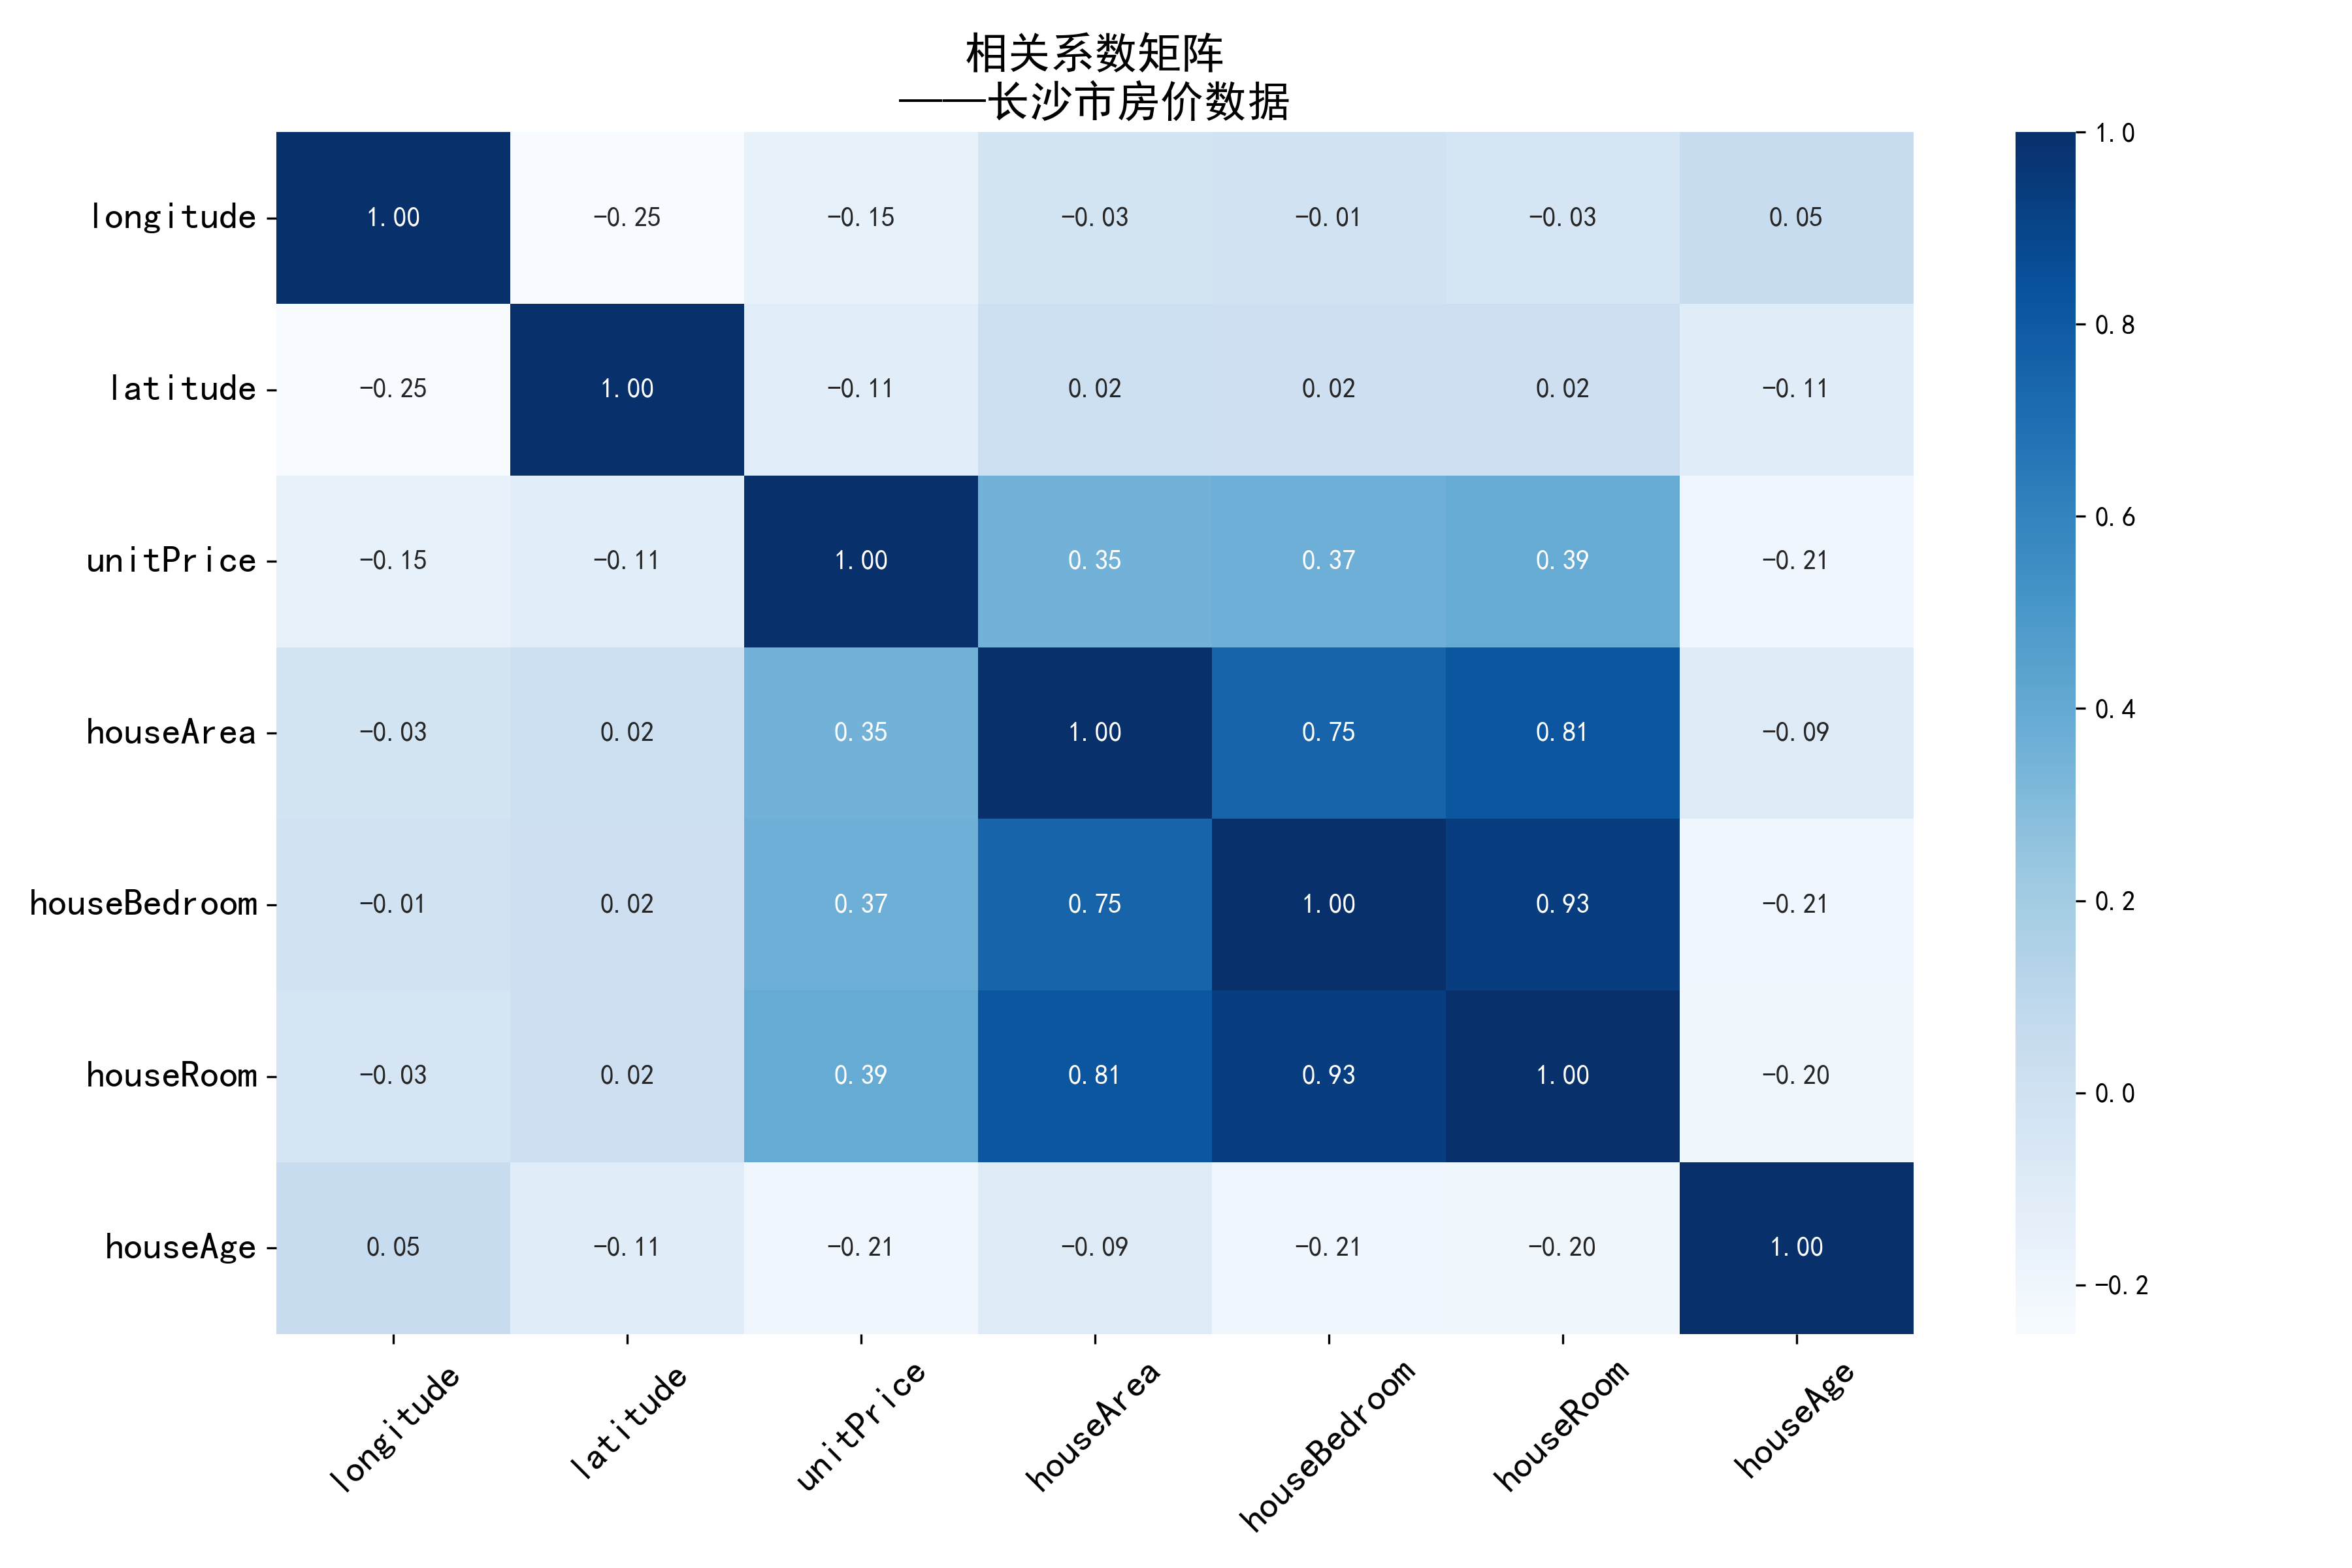 相关系数矩阵
——长沙市房价数据
longitude 1.00 -0.25 -0.15 -0.03 -0.01 -0.03 0.05
latitude -0.25 1.00 -0.11 0.02 0.02 0.02 -0.11
unitPrice -0.15 -0.11 1.00 0.35 0.37 0.39 -0.21
houseArea -0.03 0.02 0.35 1.00 0.75 0.81 -0.09
houseBedroom -0.01 0.02 0.37 0.75 1.00 0.93 -0.21
houseRoom -0.03 0.02 0.39 0.81 0.93 1.00 -0.20
houseAge 0.05 -0.11 -0.21 -0.09 -0.21 -0.20 1.00
longitude latitude unitPrice houseArea houseBedroom houseRoom houseAge
1.0
0.8
0.6
0.4
0.2
0.0
-0.2